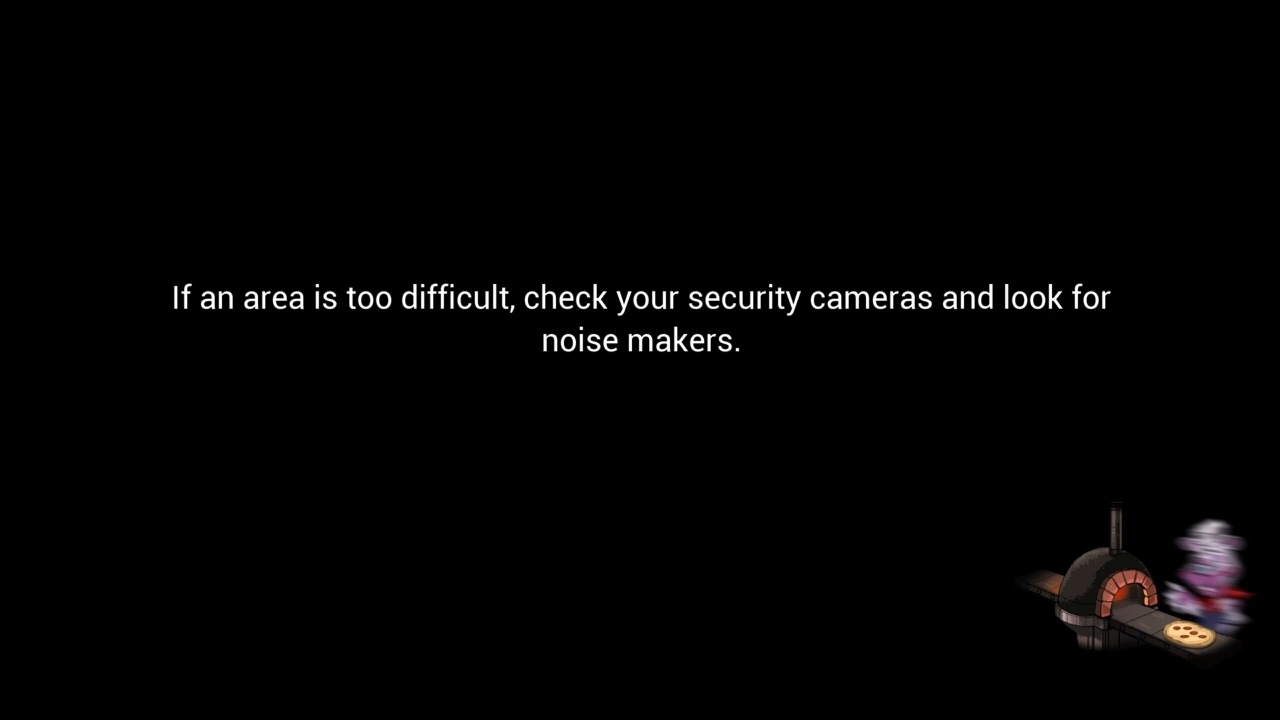 If an area is too difficult, check your security cameras and look for
noise makers.